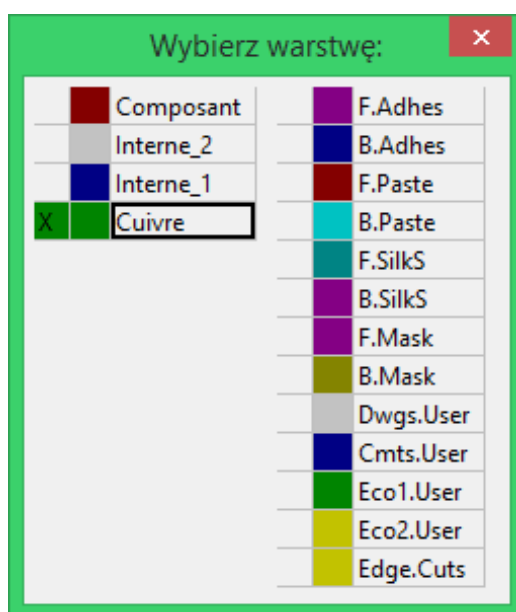 Wybierz warstwę:
×
Composant
Interne_2
Interne_1
X Cuivre
F.Adhes
B.Adhes
F.Paste
B.Paste
F.SilkS
B.SilkS
F.Mask
B.Mask
Dwgs.User
Cmts.User
Eco1.User
Eco2.User
Edge.Cuts